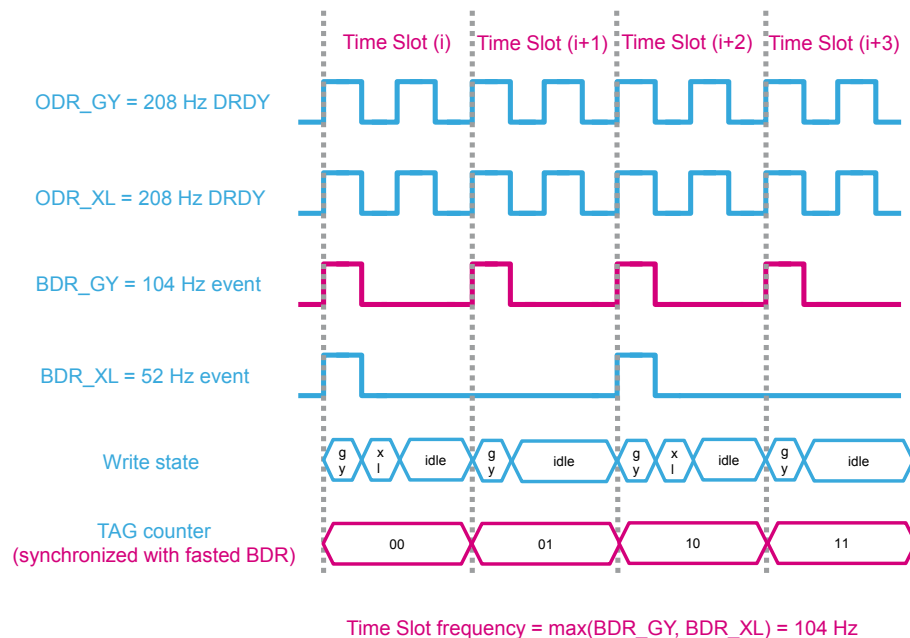 Time Slot (i)
Time Slot (i+1)
Time Slot (i+2)
Time Slot (i+3)
ODR_GY = 208 Hz DRDY
ODR_XL = 208 Hz DRDY
BDR_GY = 104 Hz event
BDR_XL = 52 Hz event
Write state
g
y
x
l
idle
g
y
idle
g
y
x
l
idle
g
y
idle
TAG counter
(synchronized with fasted BDR)
00
01
10
11
Time Slot frequency = max(BDR_GY, BDR_XL) = 104 Hz